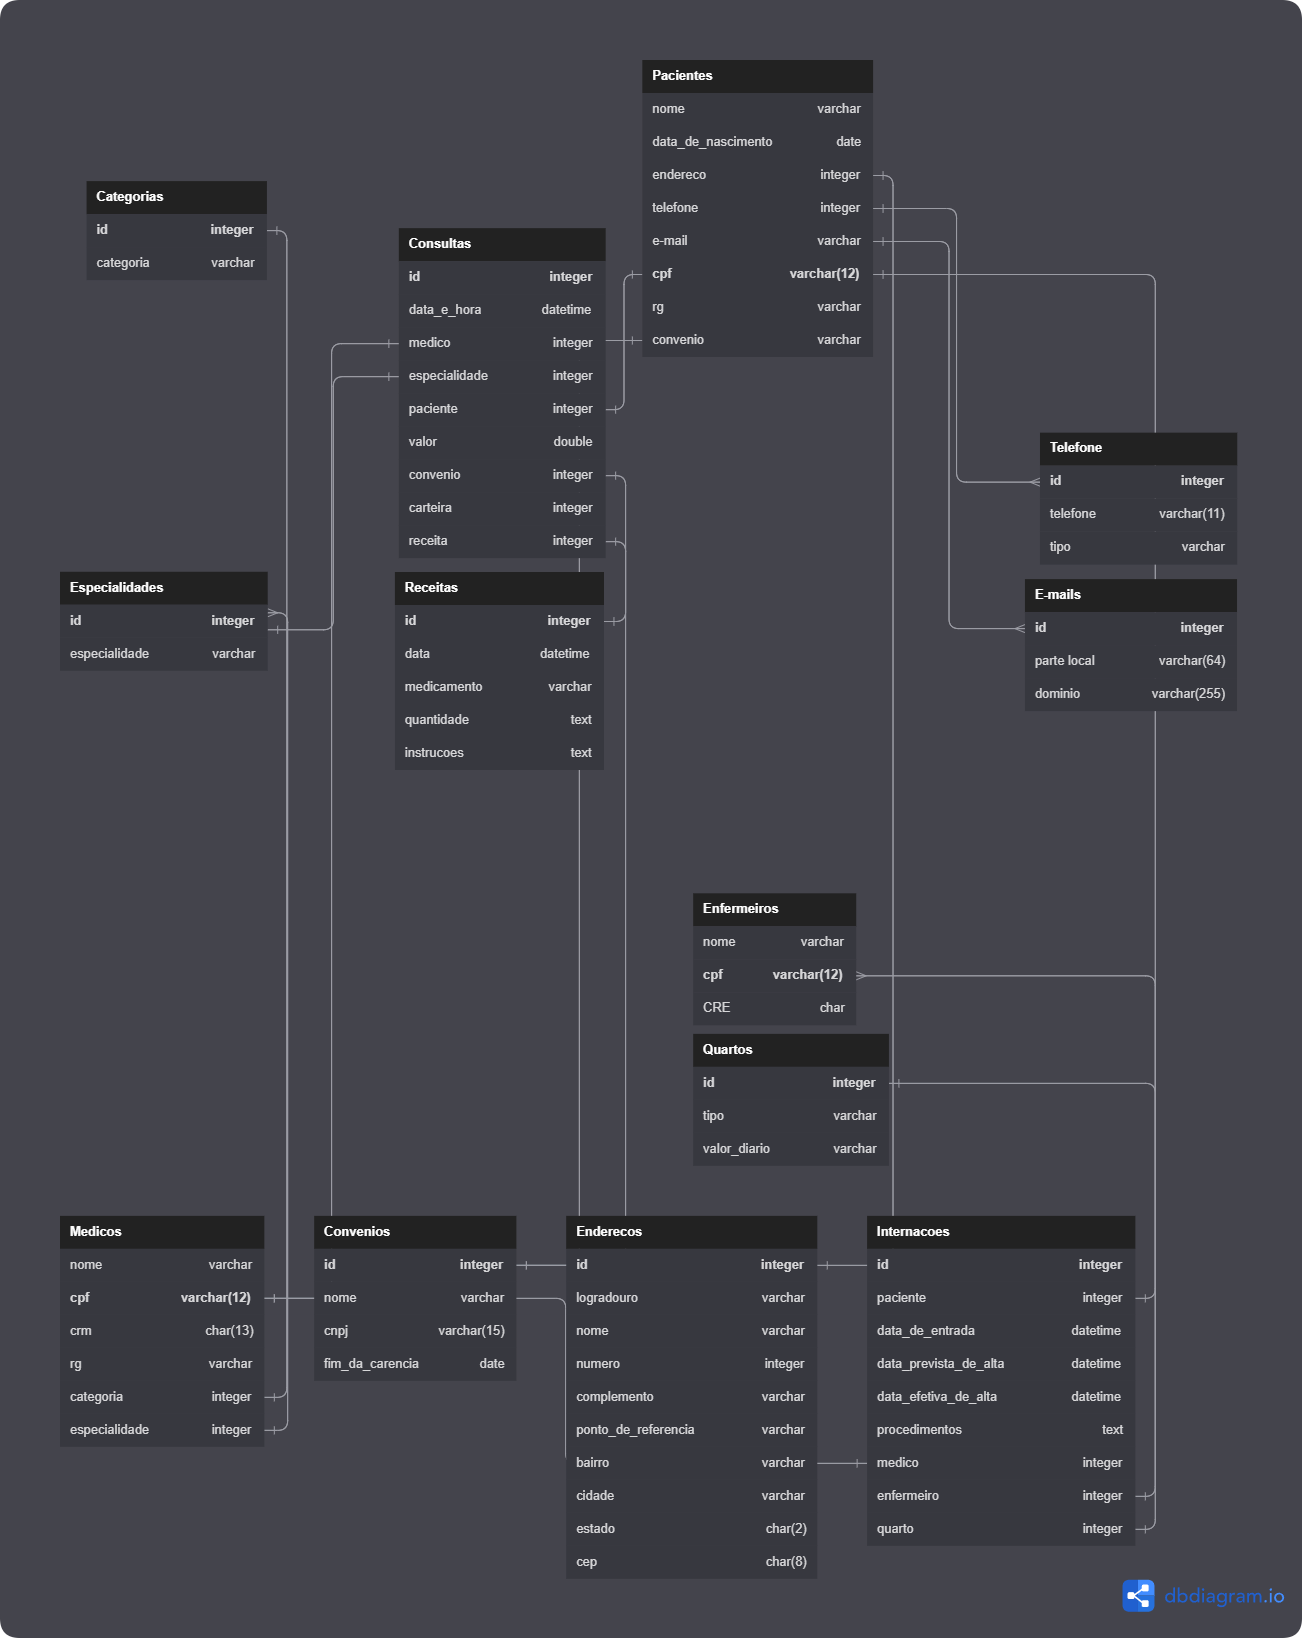 Pacientes
nome varchar
data_de_nascimento date
endereco integer
telefone integer
e-mail varchar
cpf varchar(12)
rg varchar
convenio varchar
Categorias
id integer
categoria varchar
Consultas
id integer
data_e_hora datetime
medico integer
especialidade integer
paciente integer
valor double
convenio integer
carteira integer
receita integer
Telefone
id integer
telefone varchar(11)
tipo varchar
Especialidades
id integer
especialidade varchar
Receitas
id integer
data datetime
medicamento varchar
quantidade text
instrucoes text
E-mails
id integer
parte local varchar(64)
dominio varchar(255)
Enfermeiros
nome varchar
cpf varchar(12)
CRE char
Quartos
id integer
tipo varchar
valor_diario varchar
Medicos
nome varchar
cpf varchar(12)
crm char(13)
rg varchar
categoria integer
especialidade integer
Convenios
id integer
nome varchar
cnpj varchar(15)
fim_da_carencia date
Enderecos
id integer
logradouro varchar
nome varchar
numero integer
complemento varchar
ponto_de_referencia varchar
bairro varchar
cidade varchar
estado char(2)
cep char(8)
Internacoes
id integer
paciente integer
data_de_entrada datetime
data_prevista_de_alta datetime
data_efetiva_de_alta datetime
procedimentos text
medico integer
enfermeiro integer
quarto integer
dbdiagram.io